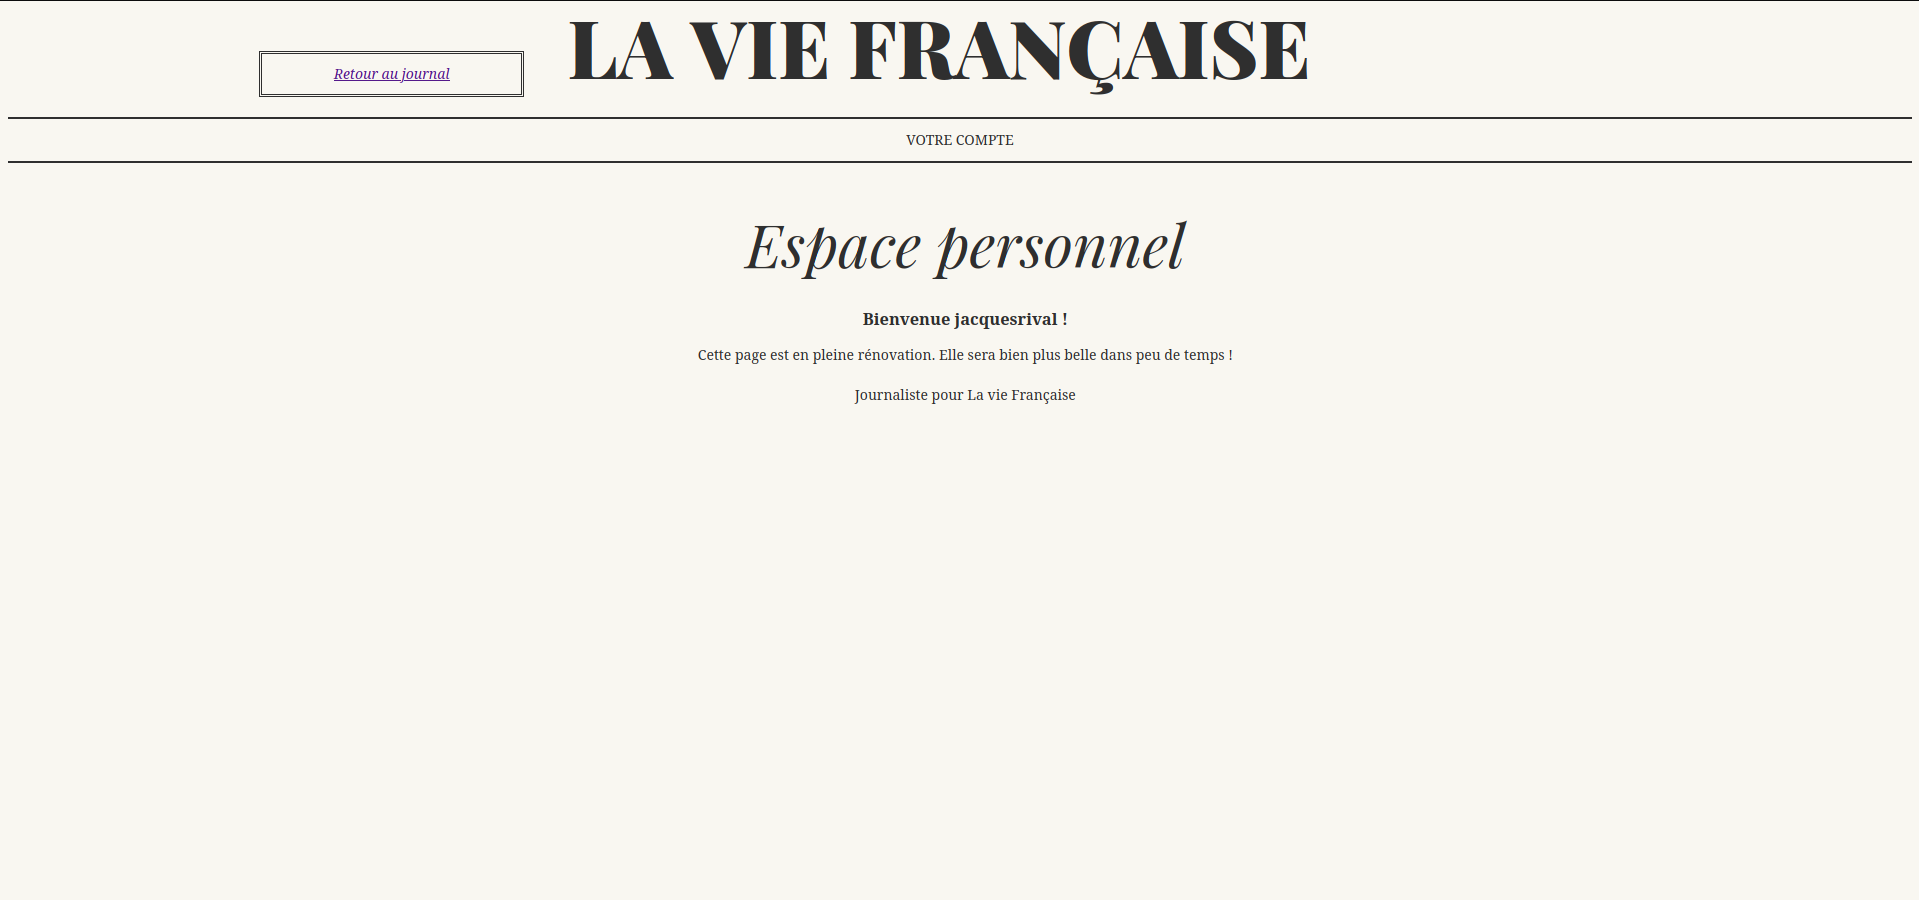 LA VIE FRANÇAISE
Retour au journal
VOTRE COMPTE
Espace personnel
Bienvenue jacquesrival !
Cette page est en pleine rénovation. Elle sera bien plus belle dans peu de temps !
Journaliste pour La vie Française